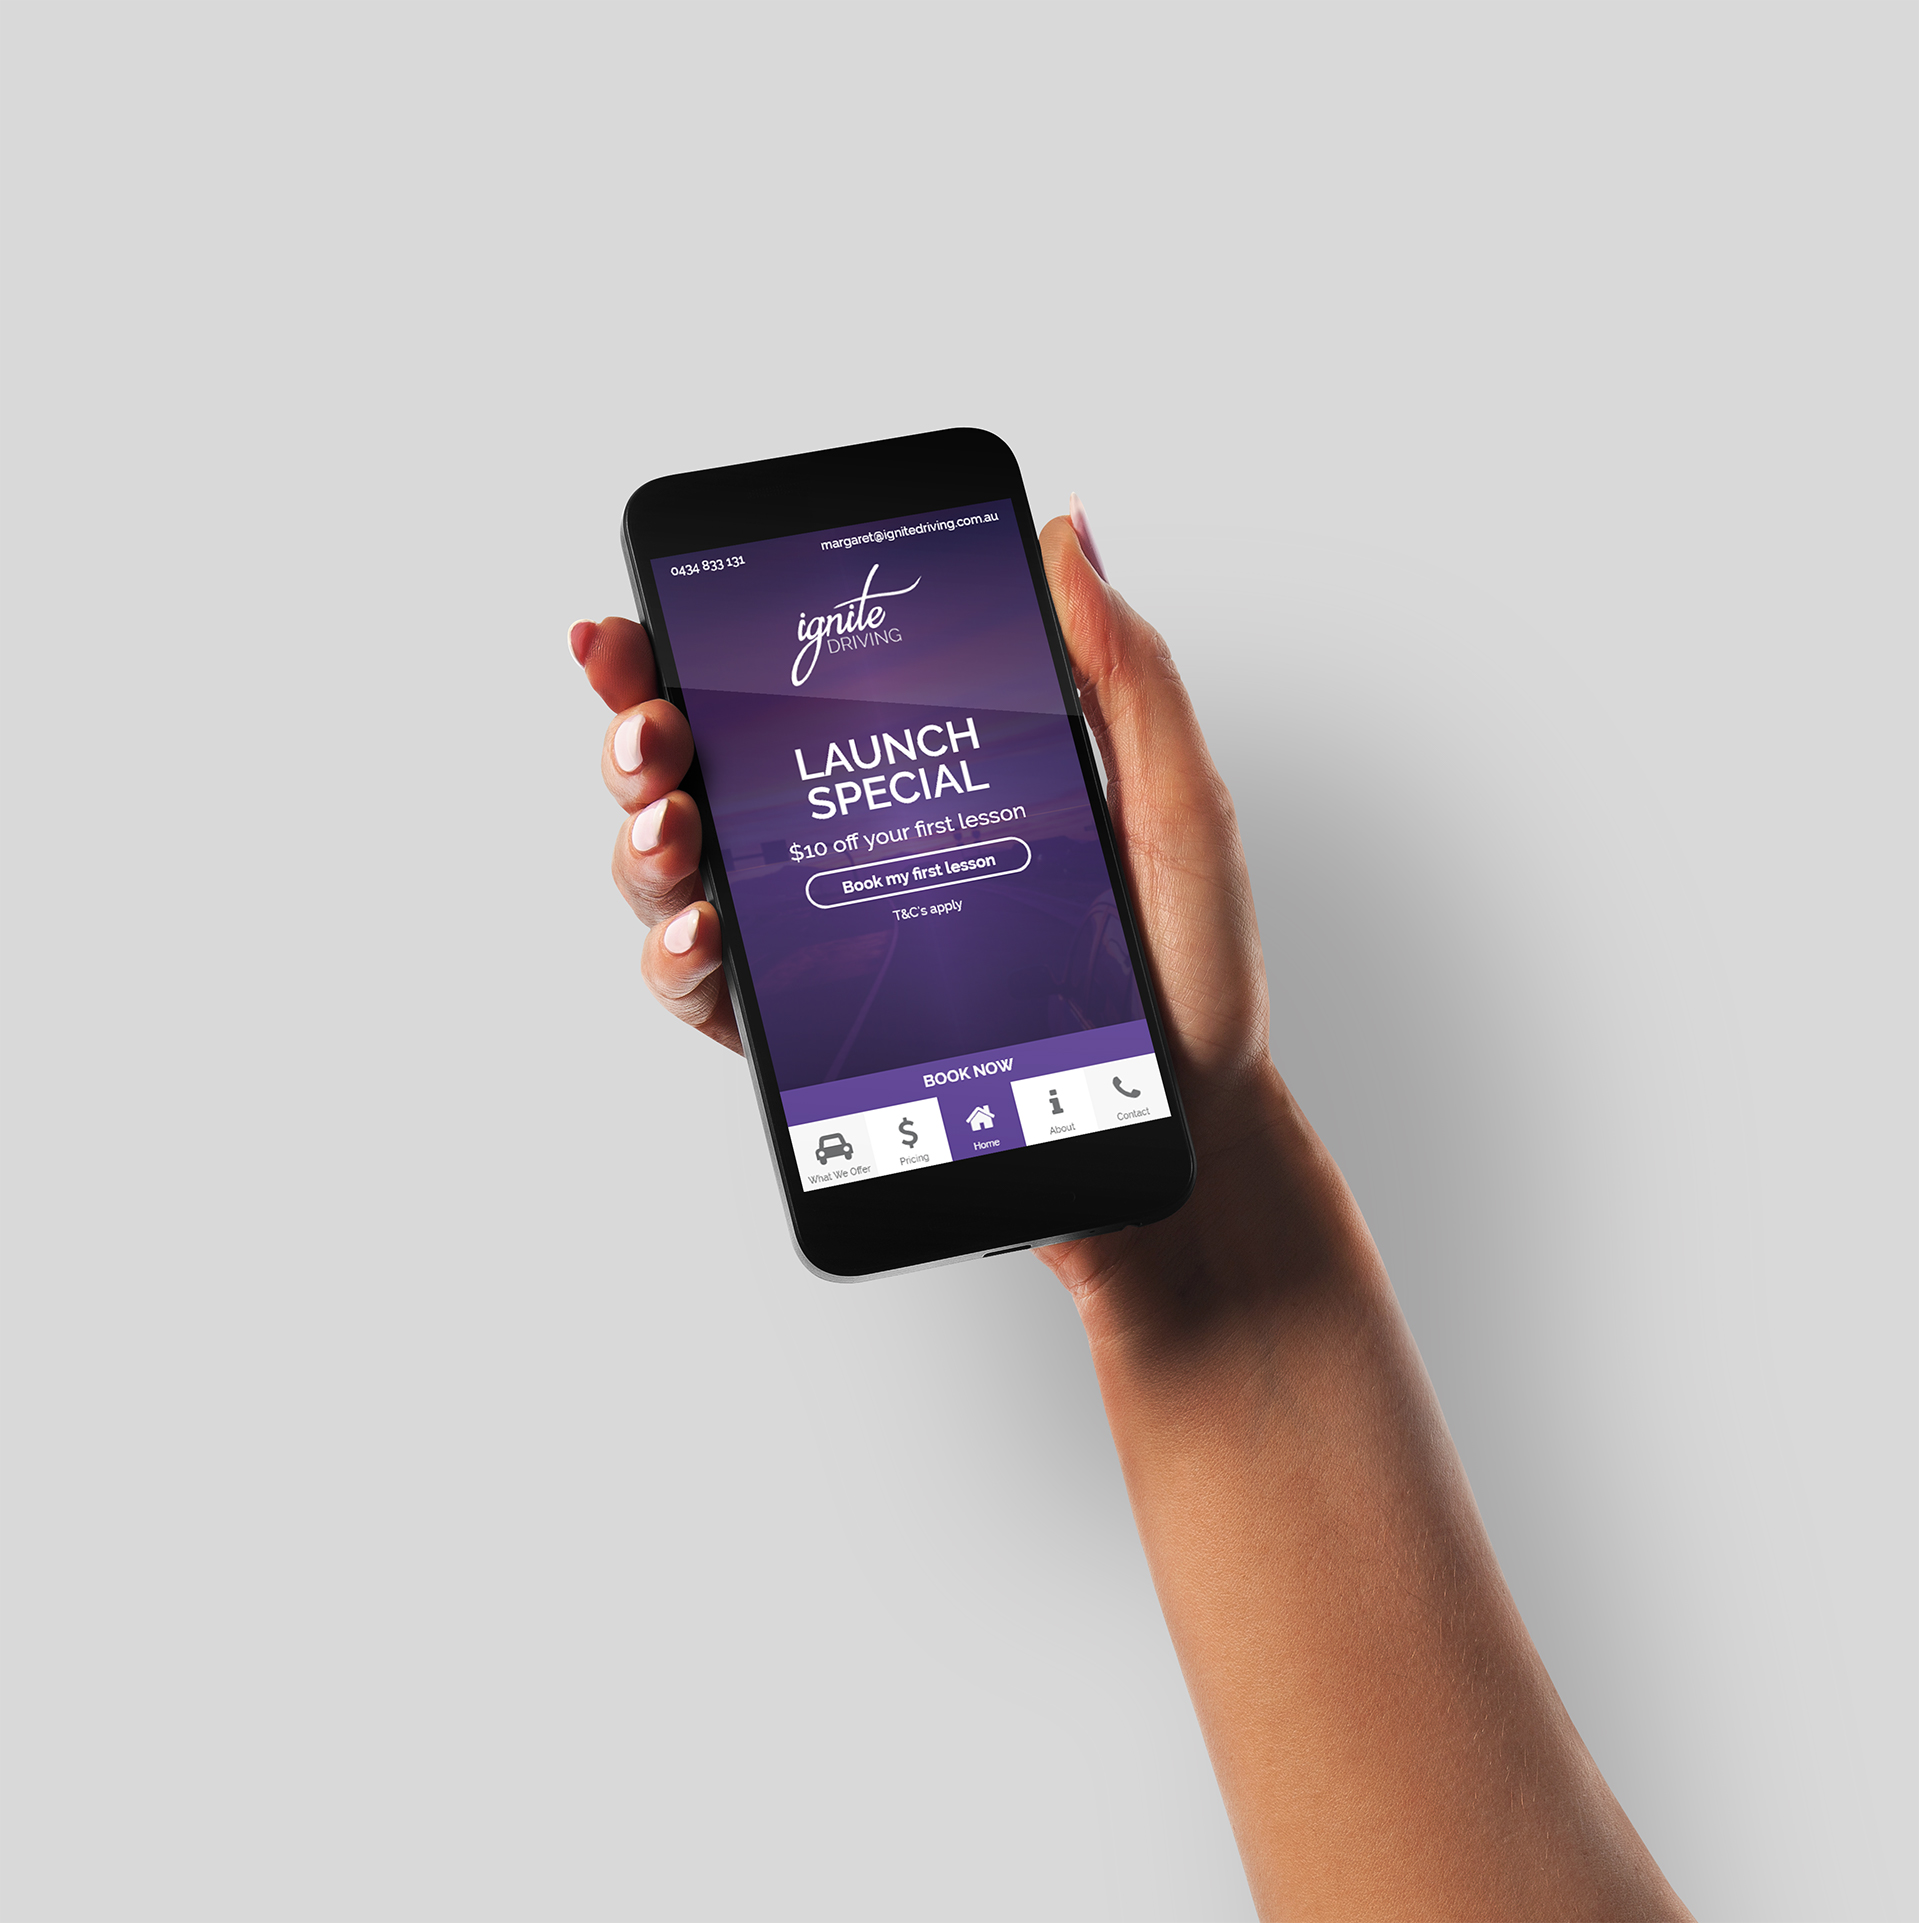 0434 833 131
margaret@ignitedriving.com.au
ignite
DRIVING
LAUNCH
SPECIAL
$10 off your first lesson
Book my first lesson
T&C's apply
BOOK NOW
What We Offer
Pricing
Home
About
Contact